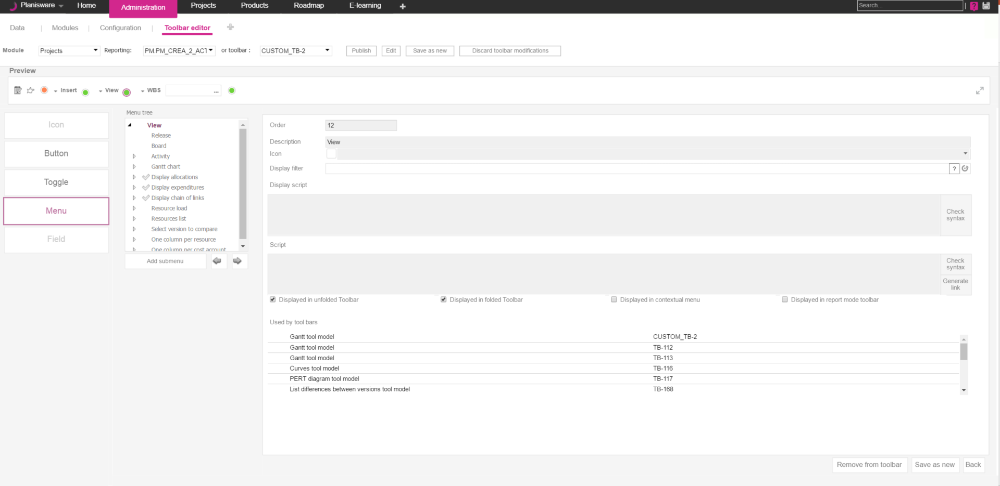 Planisware
Home
Administration
Projects
Products
Roadmap
E-learning
Search...
?
Data | Modules | Configuration | Toolbar editor
Module
Projects
Reporting:
PM.PM_CREA_2_ACT
or toolbar :
CUSTOM_TB-2
Publish
Edit
Save as new
Discard toolbar modifications
Preview
Insert
View
WBS
...
Icon
Button
Toggle
Menu
Field
Menu tree
View
Release
Board
Activity
Gantt chart
Display allocations
Display expenditures
Display chain of links
Resource load
Resources list
Select version to compare
One column per resource
One column per cost account
Add submenu
Order
12
Description
View
Icon
Display filter
?
Display script
Check
syntax
Script
Check
syntax
Generate
link
Displayed in unfolded Toolbar
Displayed in folded Toolbar
Displayed in contextual menu
Displayed in report mode toolbar
Used by tool bars
Gantt tool model CUSTOM_TB-2
Gantt tool model TB-112
Gantt tool model TB-113
Curves tool model TB-116
PERT diagram tool model TB-117
List differences between versions tool model TB-168
Remove from toolbar
Save as new
Back